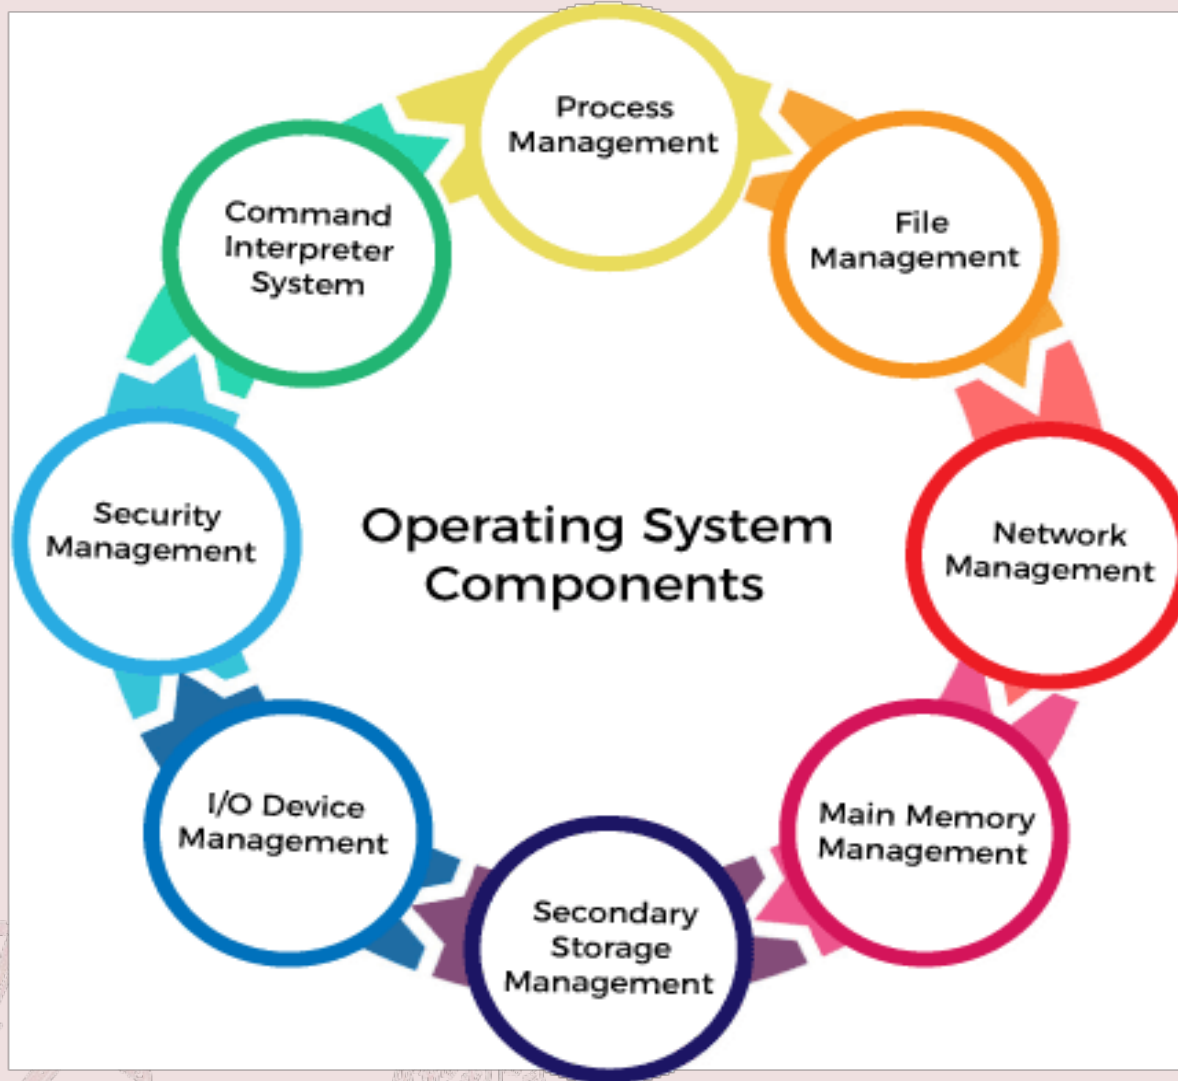 Process
Management
File
Management
Network
Management
Main Memory
Management
Secondary
Storage
Management
I/O Device
Management
Security
Management
Command
Interpreter
System
Operating System
Components